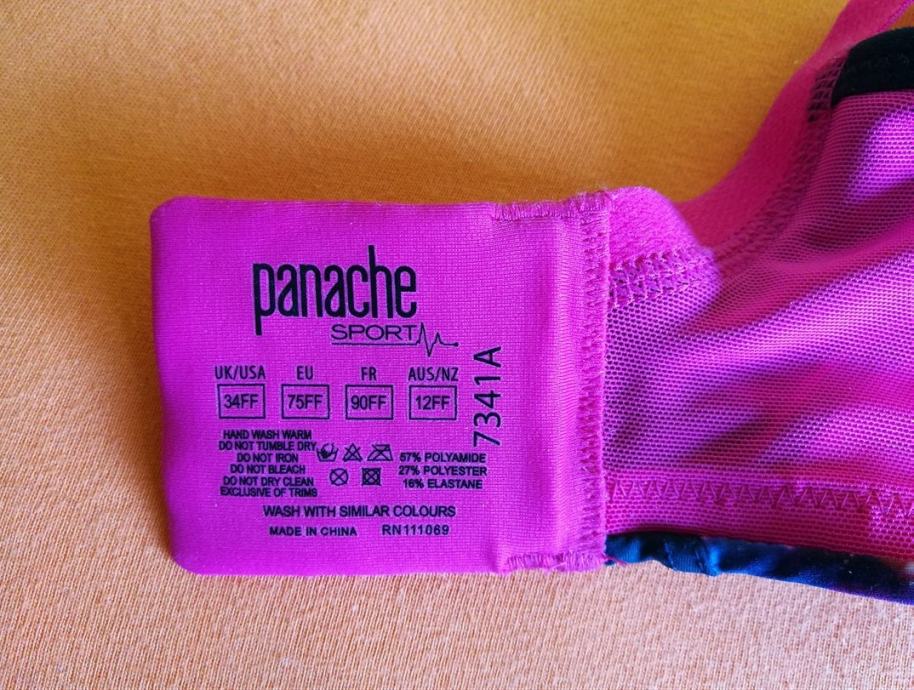 panache
SPORT
UK/USA EU FR AUS/NZ
34FF 75FF 90FF 12FF
7341A
HAND WASH WARM
DO NOT TUMBLE DRY
DO NOT IRON
DO NOT BLEACH
DO NOT DRY CLEAN
EXCLUSIVE OF TRIMS
57% POLYAMIDE
27% POLYESTER
16% ELASTANE
WASH WITH SIMILAR COLOURS
MADE IN CHINA RN111069